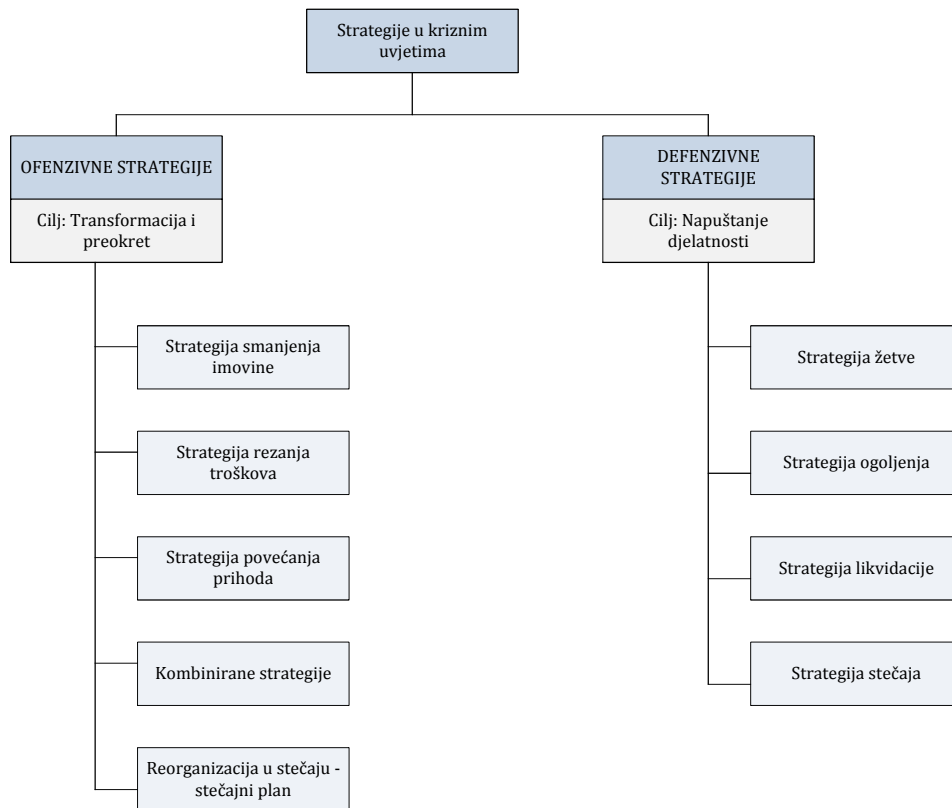 Strategije u kriznim
uvjetima
OFENZIVNE STRATEGIJE
Cilj: Transformacija i
preokret
Strategija smanjenja
imovine
Strategija rezanja
troškova
Strategija povećanja
prihoda
Kombinirane strategije
Reorganizacija u stečaju -
stečajni plan
DEFENZIVNE
STRATEGIJE
Cilj: Napuštanje
djelatnosti
Strategija žetve
Strategija ogoljenja
Strategija likvidacije
Strategija stečaja